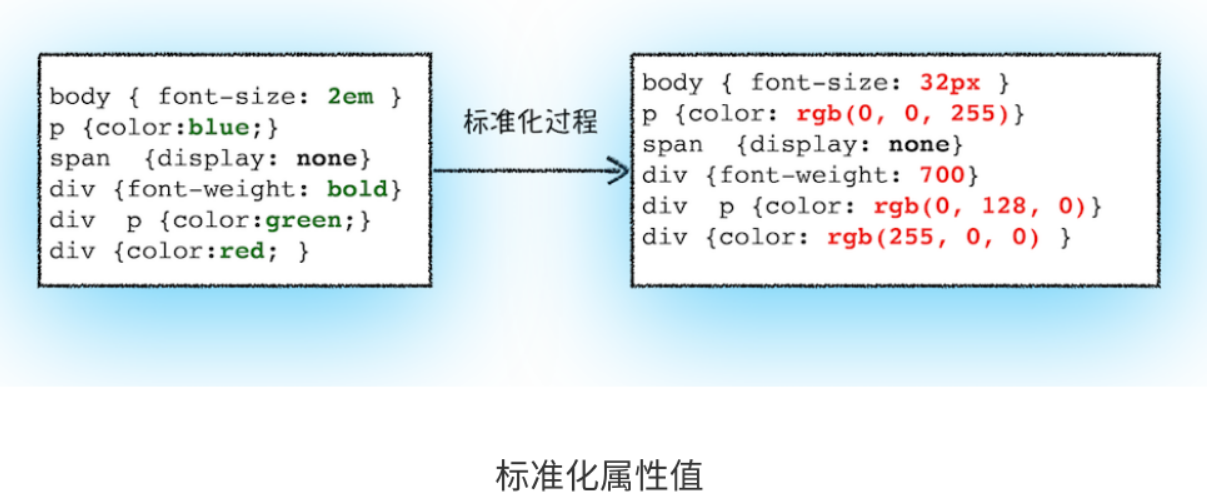 body { font-size: 2em }
p {color:blue;}
span  {display: none}
div {font-weight: bold}
div  p {color:green;}
div {color:red; }
标准化过程
body { font-size: 32px }
p {color: rgb(0, 0, 255)}
span  {display: none}
div {font-weight: 700}
div  p {color: rgb(0, 128, 0)}
div {color: rgb(255, 0, 0) }
标准化属性值